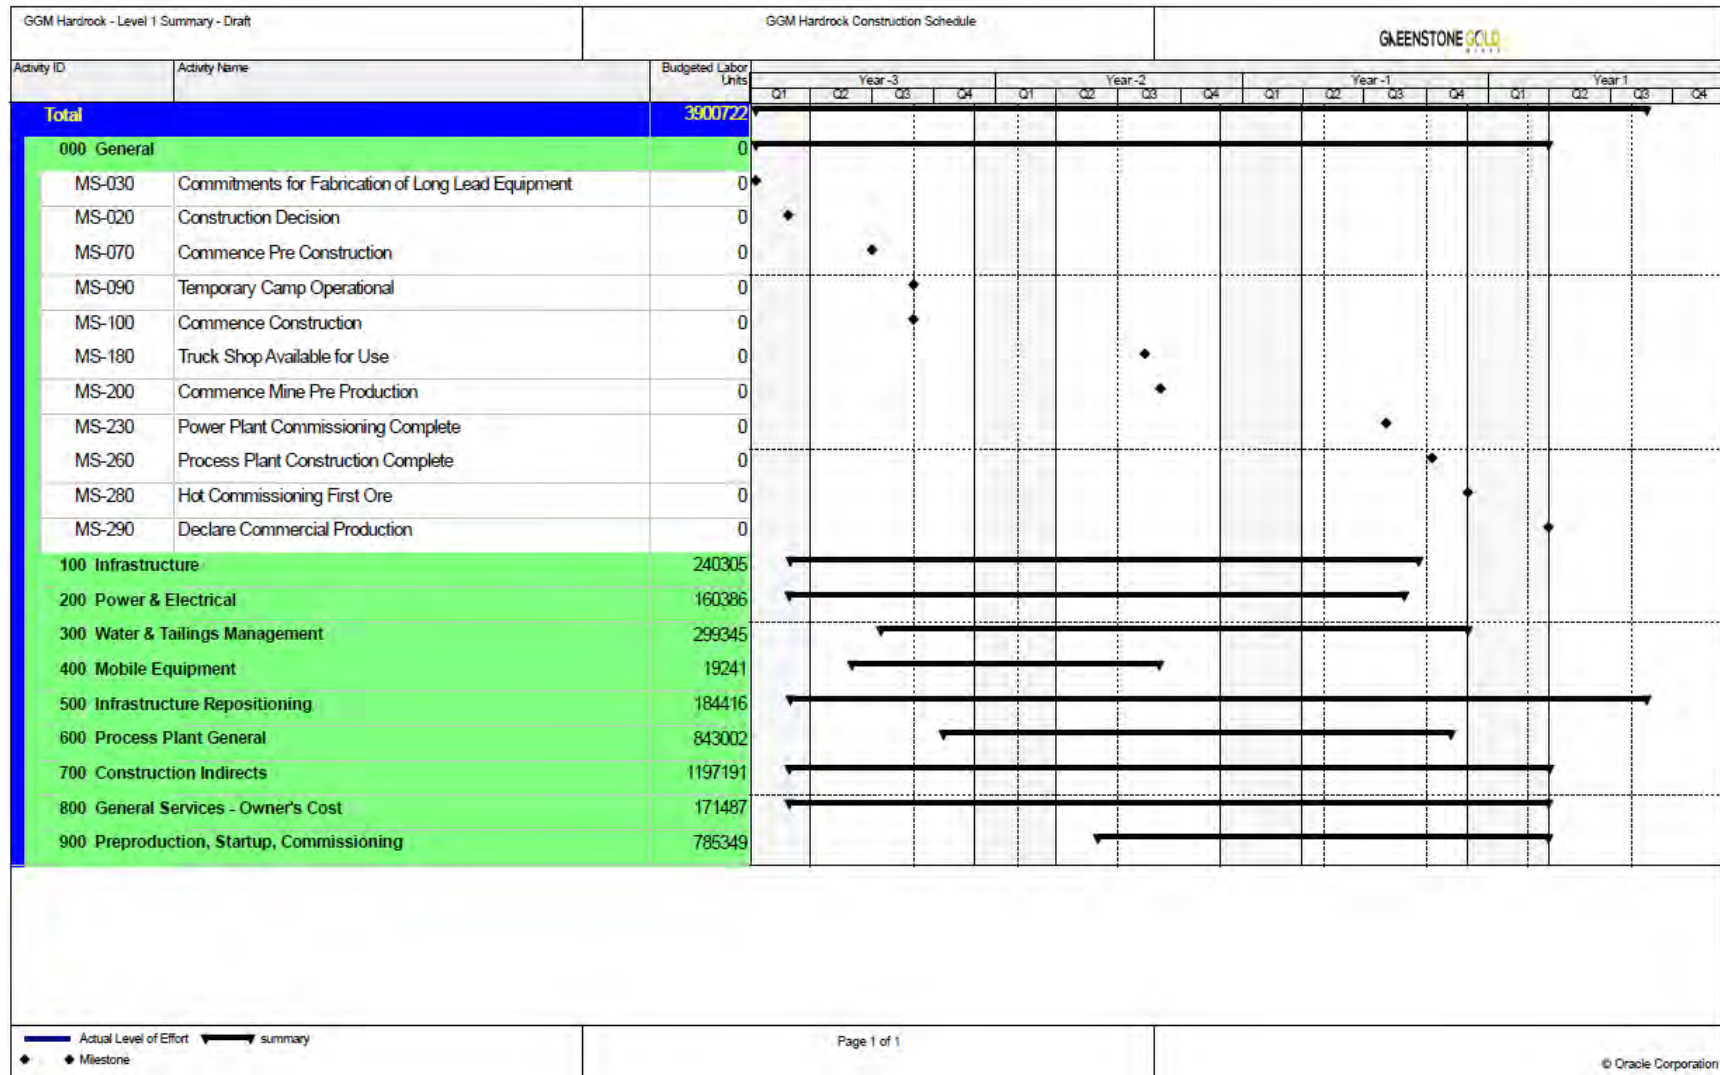 GGM Hardrock - Level 1 Summary - Draft
GGM Hardrock Construction Schedule
GREENSTONE GOLD
MINES
Activity ID Activity Name Budgeted Labor Units
Year -3 Year -2 Year -1 Year 1
Q1 Q2 Q3 Q4 Q1 Q2 Q3 Q4 Q1 Q2 Q3 Q4 Q1 Q2 Q3 Q4
Total 3900722
000 General 0
MS-030 Commitments for Fabrication of Long Lead Equipment 0
MS-020 Construction Decision 0
MS-070 Commence Pre Construction 0
MS-090 Temporary Camp Operational 0
MS-100 Commence Construction 0
MS-180 Truck Shop Available for Use 0
MS-200 Commence Mine Pre Production 0
MS-230 Power Plant Commissioning Complete 0
MS-260 Process Plant Construction Complete 0
MS-280 Hot Commissioning First Ore 0
MS-290 Declare Commercial Production 0
100 Infrastructure 240305
200 Power & Electrical 160386
300 Water & Tailings Management 299345
400 Mobile Equipment 19241
500 Infrastructure Repositioning 184416
600 Process Plant General 843002
700 Construction Indirects 1197191
800 General Services - Owner's Cost 171487
900 Preproduction, Startup, Commissioning 785349
Actual Level of Effort summary
Milestone
Page 1 of 1
© Oracle Corporation